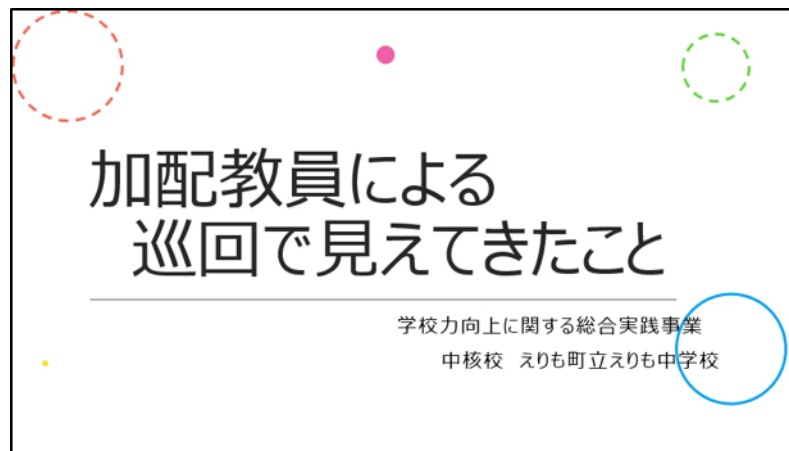 加配教員による
巡回で見えてきたこと
学校力向上に関する総合実践事業
中核校 えりも町立えりも中学校